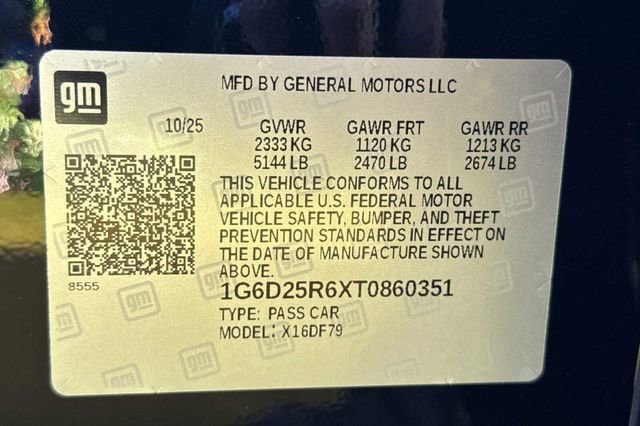 gm
MFD BY GENERAL MOTORS LLC
10/25 GVWR GAWR FRT GAWR RR
2333 KG 1120 KG 1213 KG
5144 LB 2470 LB 2674 LB
THIS VEHICLE CONFORMS TO ALL
APPLICABLE U.S. FEDERAL MOTOR
VEHICLE SAFETY, BUMPER, AND THEFT
PREVENTION STANDARDS IN EFFECT ON
THE DATE OF MANUFACTURE SHOWN
ABOVE.
8555
1G6D25R6XT0860351
TYPE: PASS CAR
MODEL: X16DF79